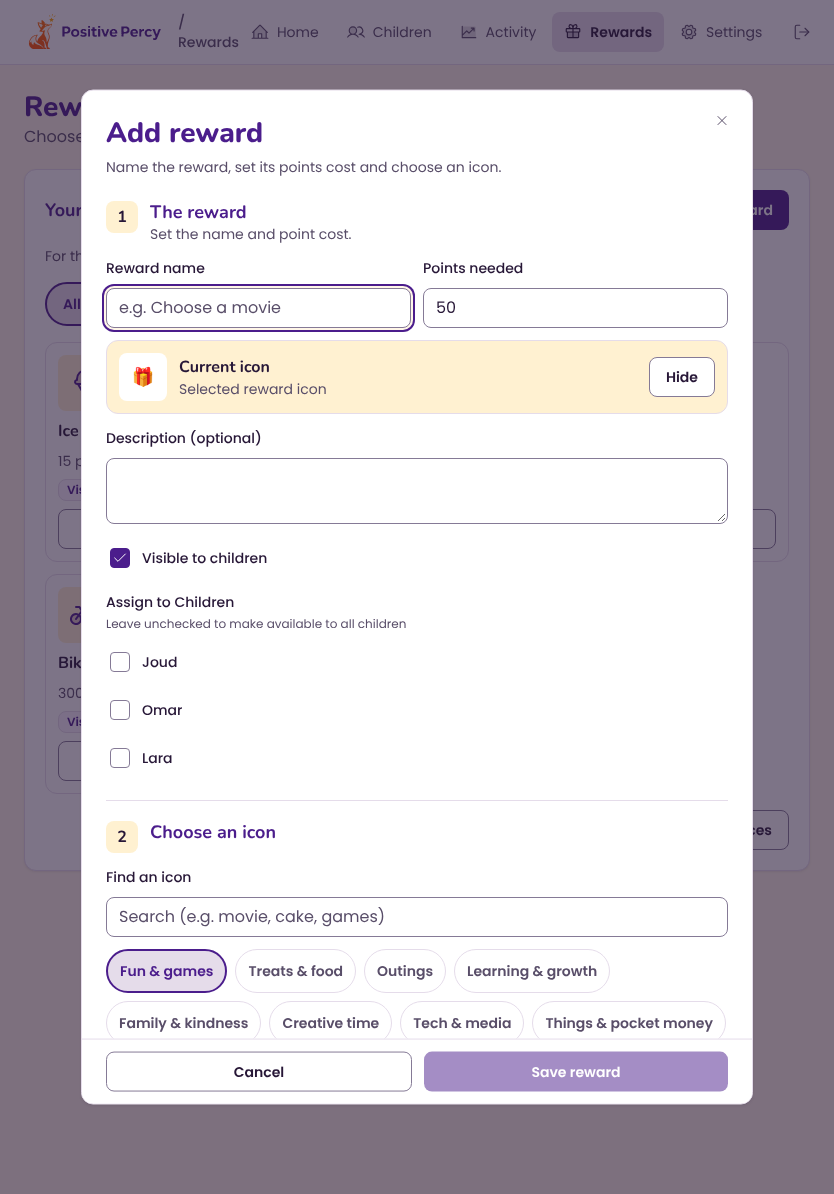 Positive Percy
/
Rewards
Home
Children
Activity
Rewards
Settings
Add reward
Name the reward, set its points cost and choose an icon.
1
The reward
Set the name and point cost.
Reward name
Points needed
e.g. Choose a movie
50
Current icon
Selected reward icon
Hide
Description (optional)
Visible to children
Assign to Children
Leave unchecked to make available to all children
Joud
Omar
Lara
2
Choose an icon
Find an icon
Search (e.g. movie, cake, games)
Fun & games
Treats & food
Outings
Learning & growth
Family & kindness
Creative time
Tech & media
Things & pocket money
Cancel
Save reward
Choose
All
Ice